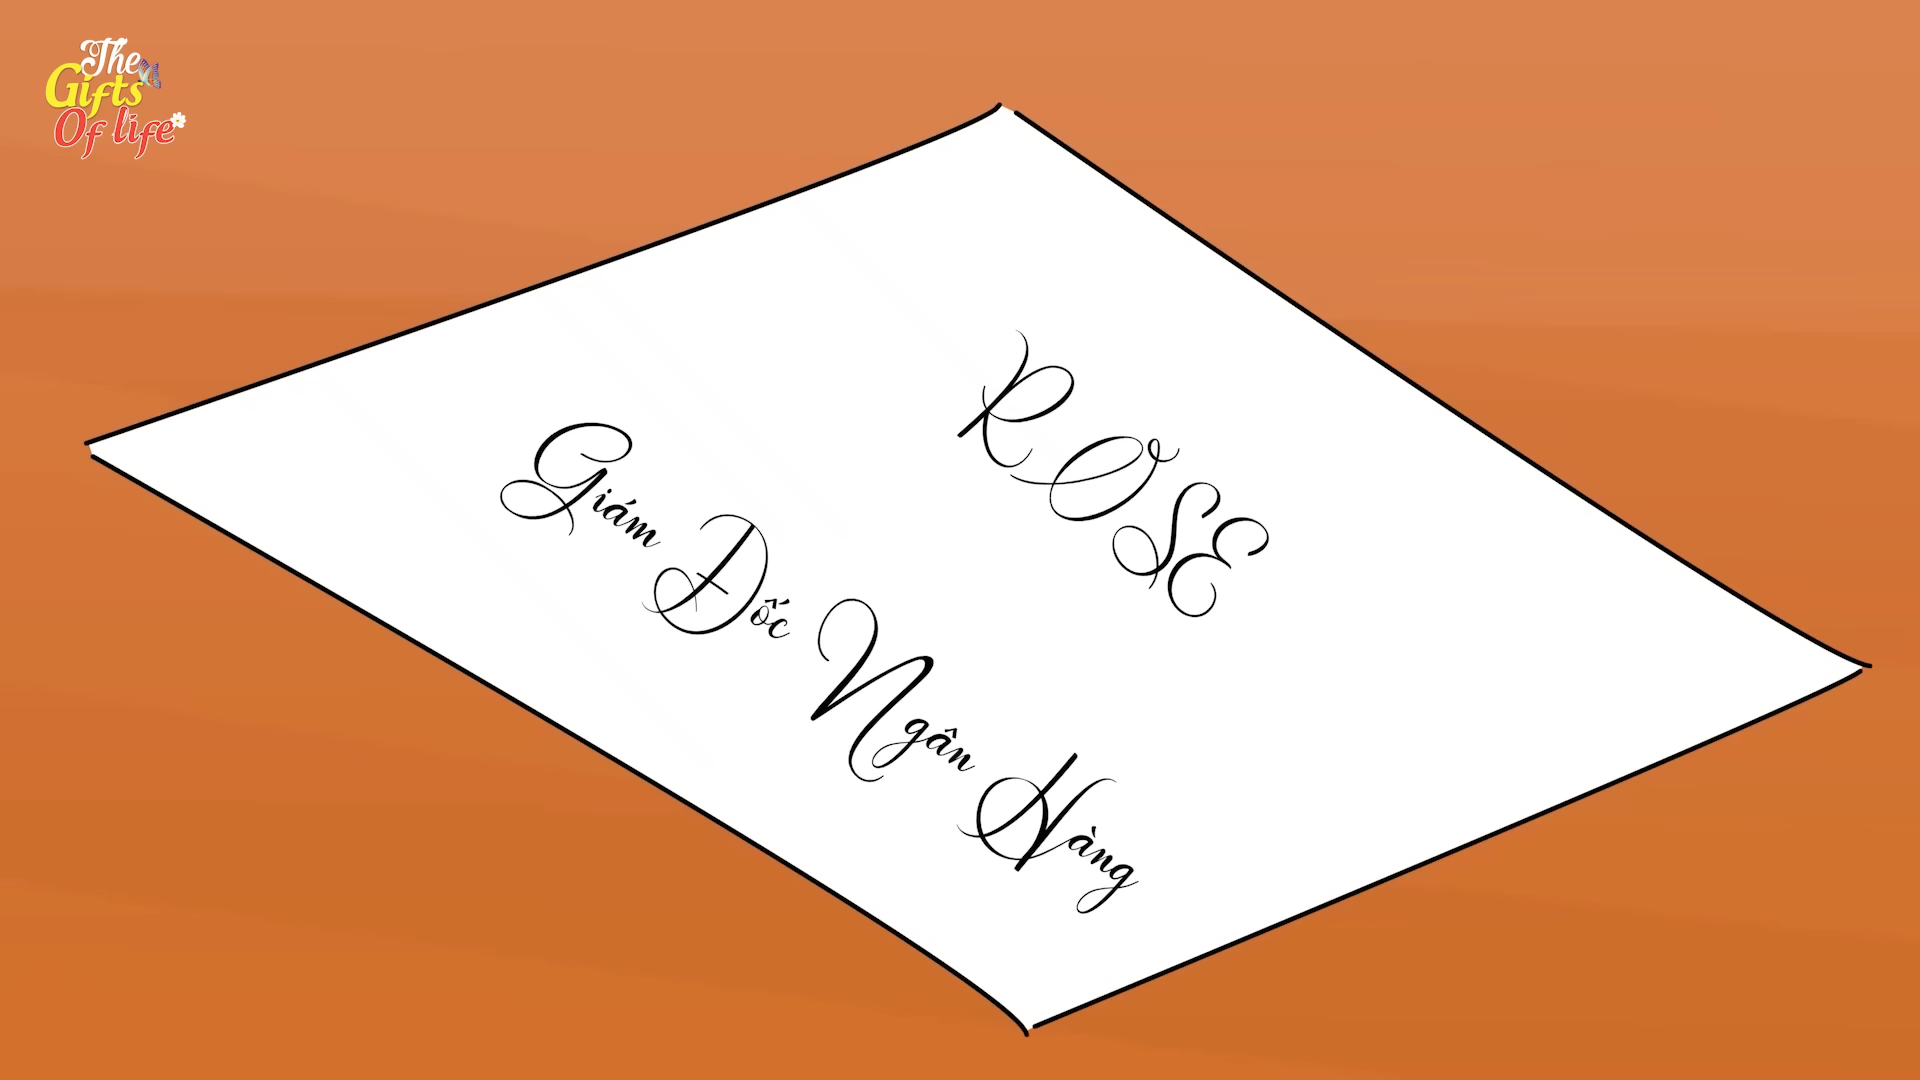 The
Gifts
Of life
ROSE
Giám Đốc Ngân Hàng